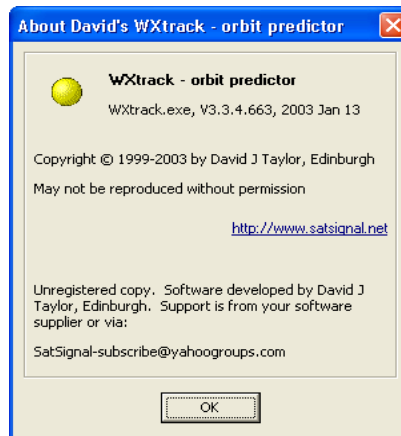 About David's WXtrack - orbit predictor
WXtrack - orbit predictor
WXtrack.exe, V3.3.4.663, 2003 Jan 13
Copyright © 1999-2003 by David J Taylor, Edinburgh
May not be reproduced without permission
http://www.satsignal.net
Unregistered copy.  Software developed by David J
Taylor, Edinburgh.  Support is from your software
supplier or via:
SatSignal-subscribe@yahoogroups.com
OK